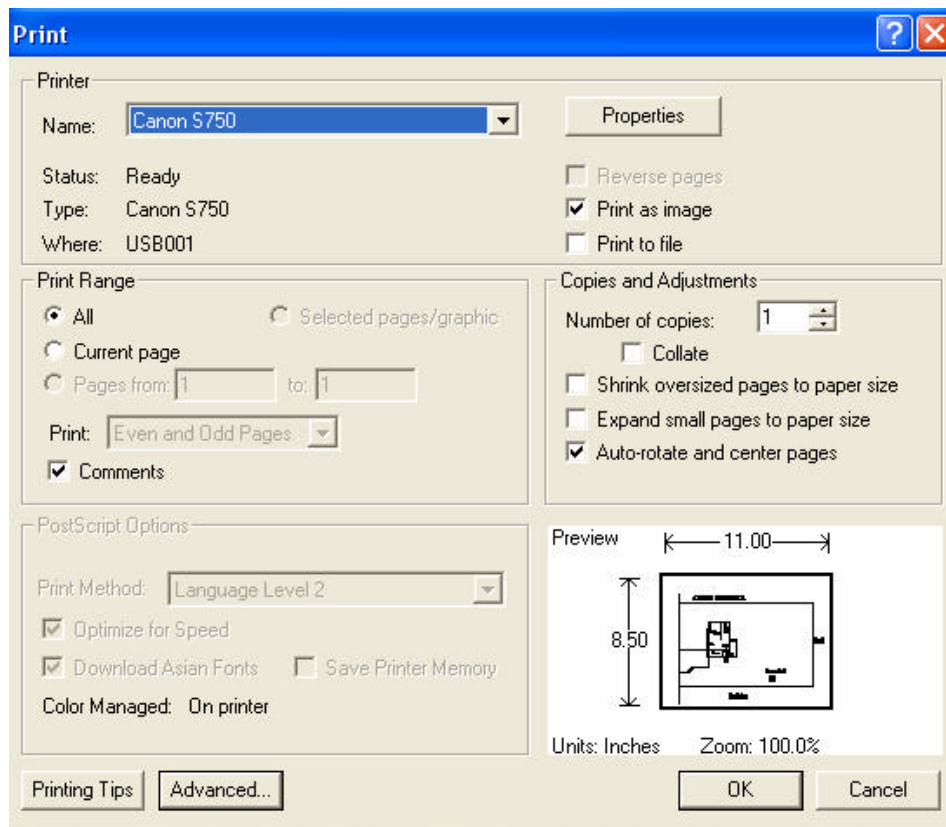 Print
Printer
Name: Canon S750 Properties
Status: Ready Reverse pages
Type: Canon S750 Print as image
Where: USB001 Print to file
Print Range
All Selected pages/graphic
Current page
Pages from: 1 to: 1
Print: Even and Odd Pages
Comments
Copies and Adjustments
Number of copies: 1
Collate
Shrink oversized pages to paper size
Expand small pages to paper size
Auto-rotate and center pages
PostScript Options
Print Method: Language Level 2
Optimize for Speed
Download Asian Fonts Save Printer Memory
Color Managed: On printer
Preview 11.00
8.50
Units: Inches Zoom: 100.0%
Printing Tips Advanced... OK Cancel